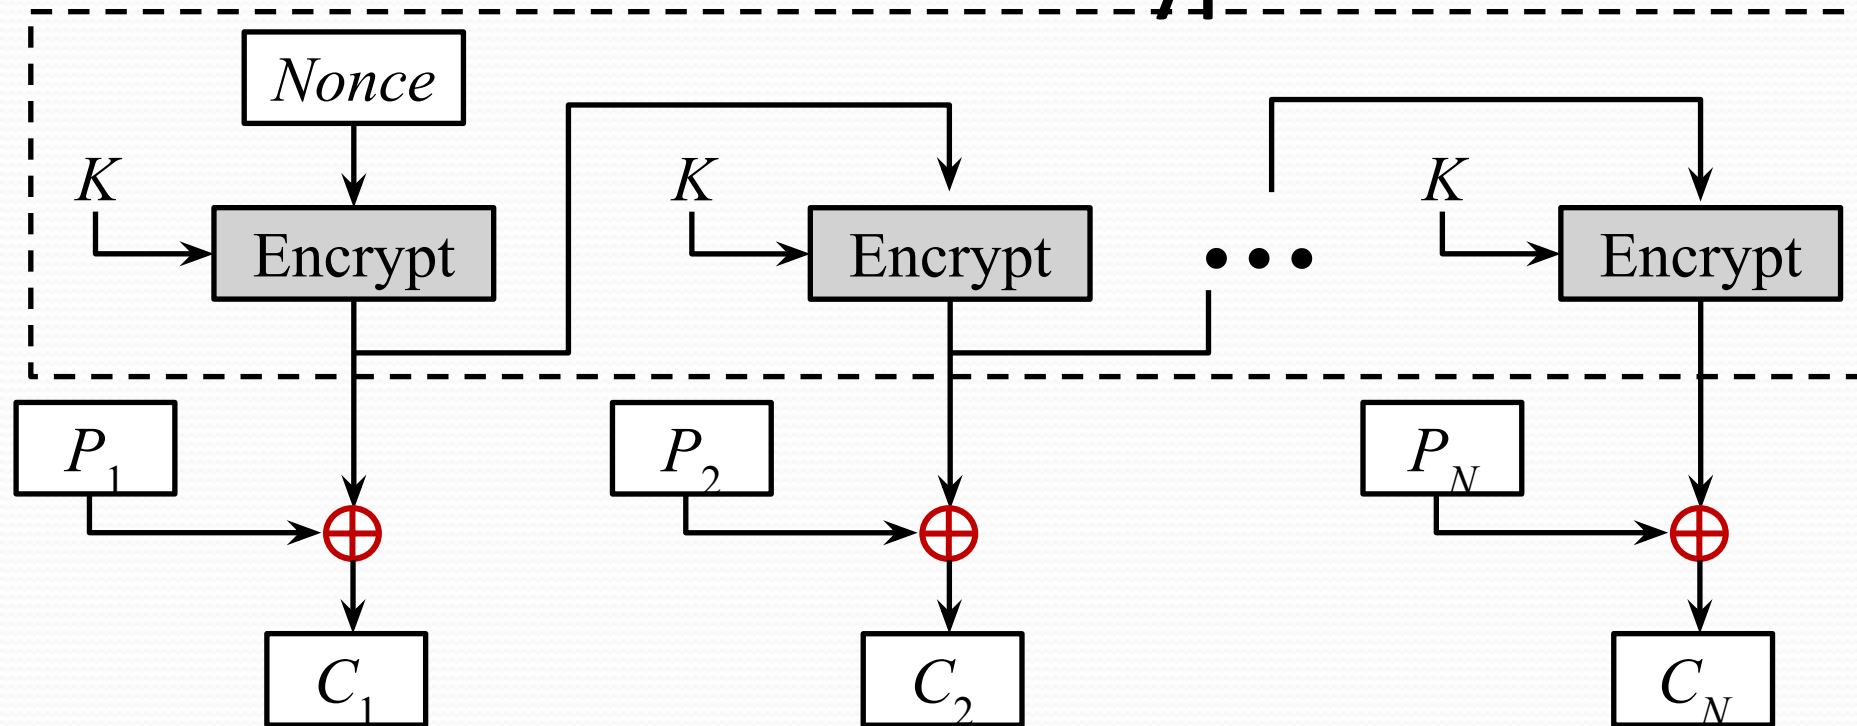 Nonce
K K K
Encrypt Encrypt ••• Encrypt
P1 P2 PN
C1 C2 CN